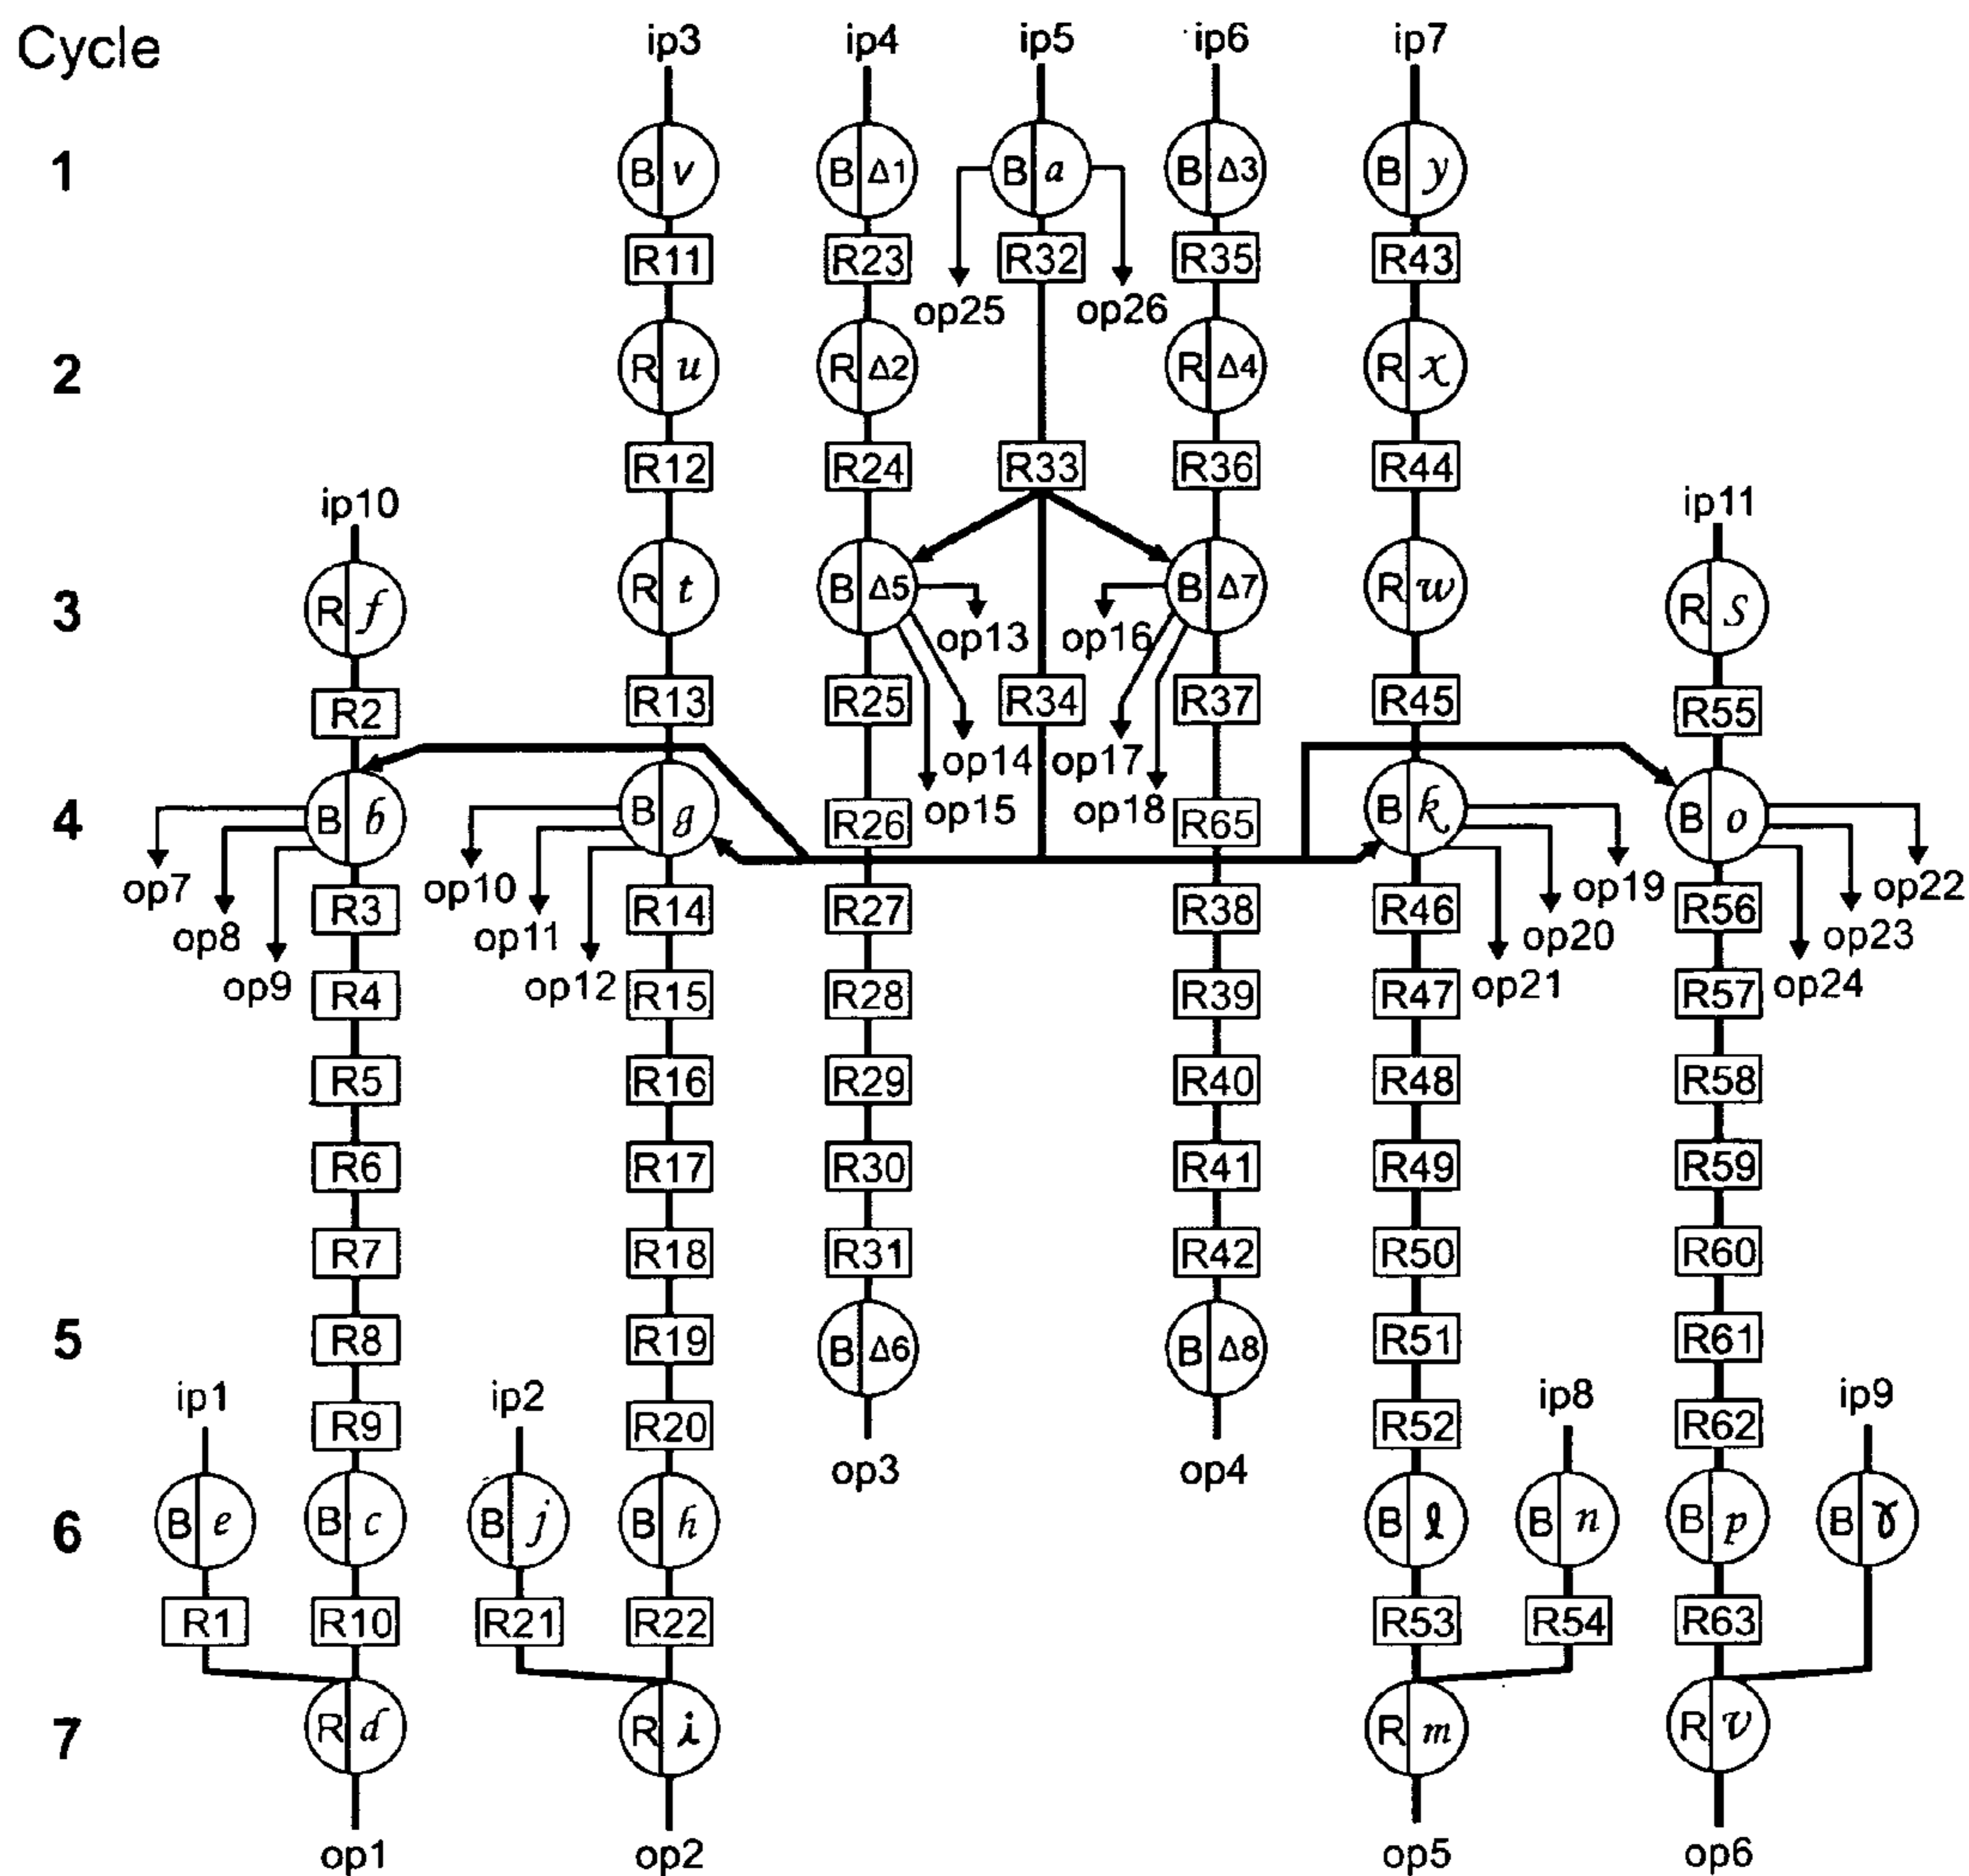 Cycle ip3 ip4 ip5 ip6 ip7
1 B v B Δ1 B a B Δ3 B y
R11 R23 R32 R35 R43
op25 op26
2 R u R Δ2 R Δ4 R x
R12 R24 R33 R36 R44
ip10 ip11
3 R f R t B Δ5 B Δ7 R w R S
op13 op16
R2 R13 R25 R34 R37 R45 R55
op14 op17
4 B b B g R26 op15 op18 R65 B k B o
op7 op10 op19 op22
R3 R14 R27 R38 R46 R56
op8 op11 op20 op23
op9 op12 op21 op24
R4 R15 R28 R39 R47 R57
R5 R16 R29 R40 R48 R58
R6 R17 R30 R41 R49 R59
R7 R18 R31 R42 R50 R60
5 R8 R19 B Δ6 B Δ8 R51 R61
ip1 ip2 ip8 ip9
R9 R20 R52 R62
op3 op4
6 B e B c B j B h B ℓ B n B p B ɣ
R1 R10 R21 R22 R53 R54 R63
7 R d R i R m R v
op1 op2 op5 op6